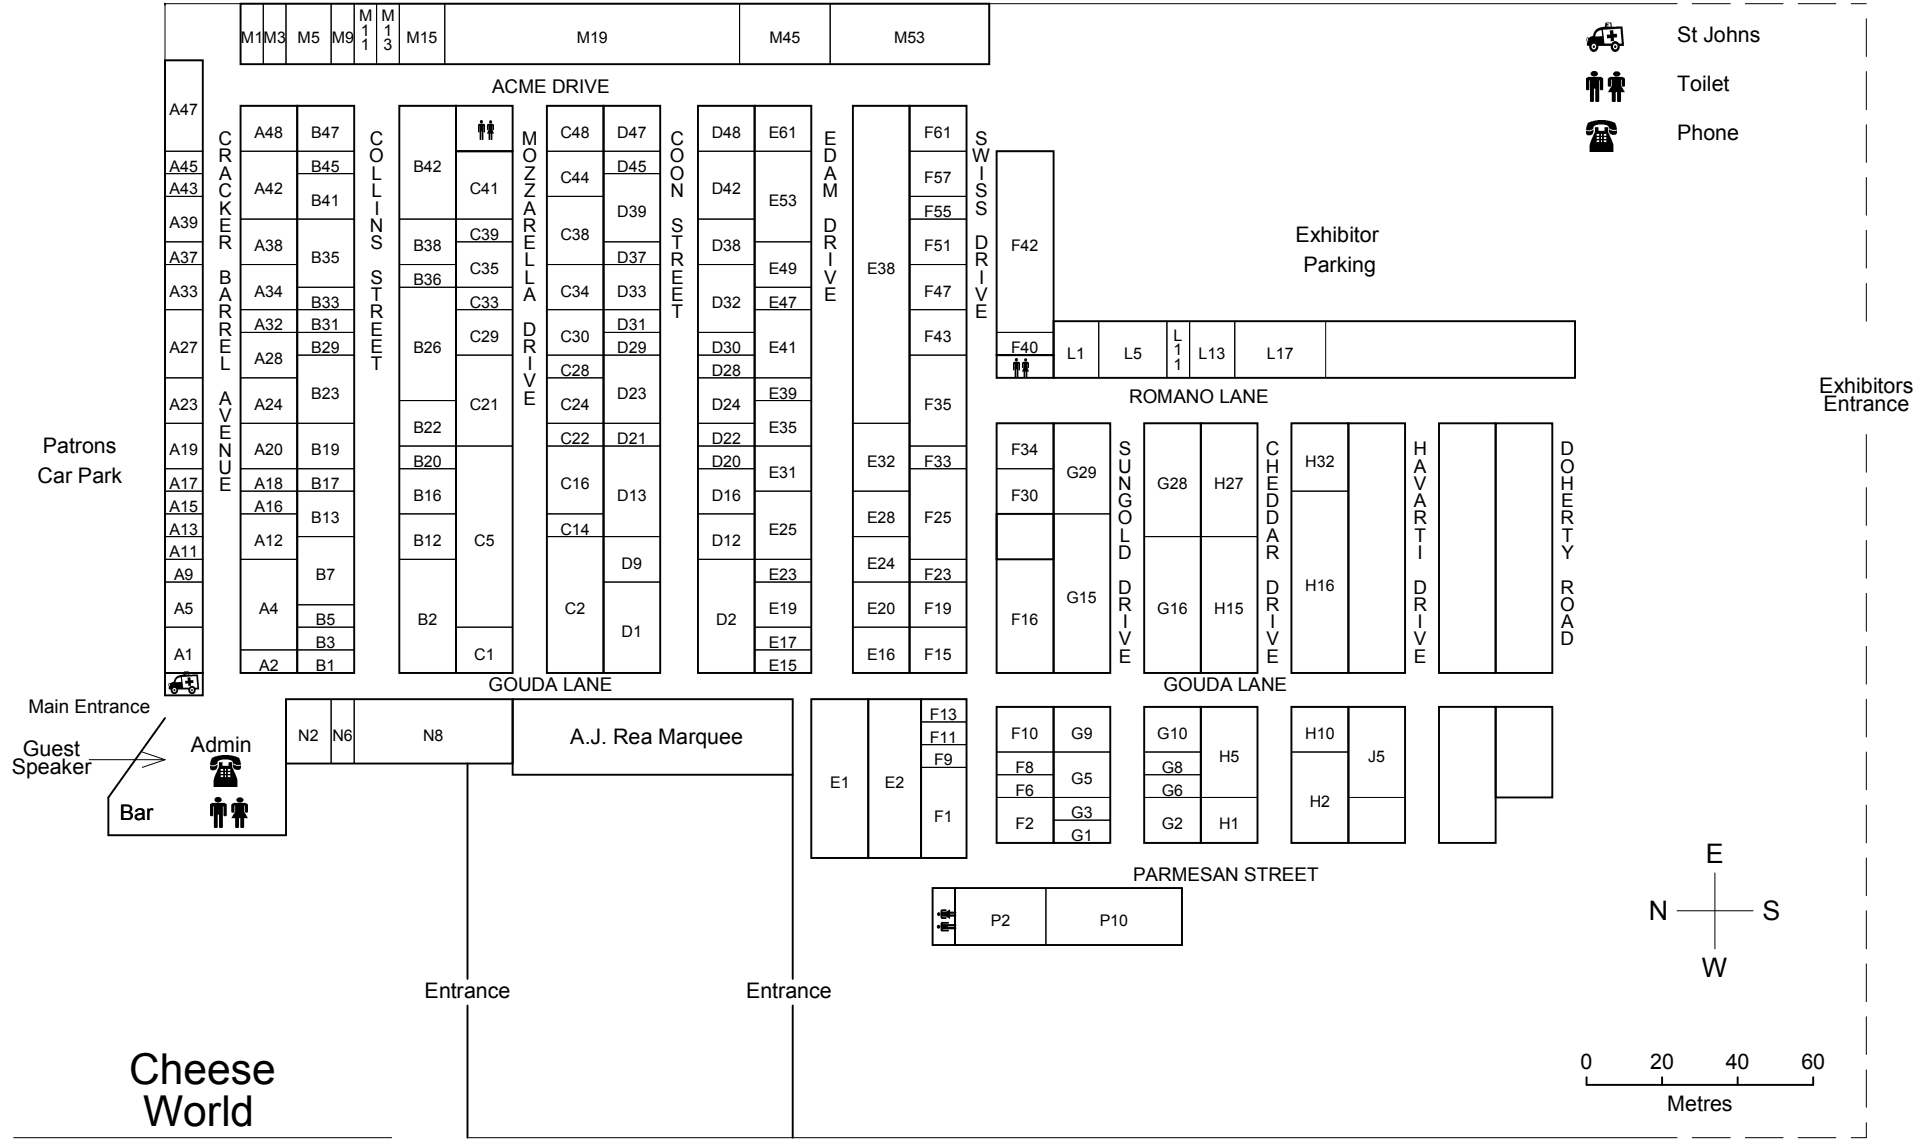 M1 M3 M5 M9 M11 M13 M15 M19 M45 M53
St Johns
Toilet
Phone
ACME DRIVE
A47
A45
A43
A39
A37
A33
A27
A23
A19
A17
A15
A13
A11
A9
A5
A1
CRACKER BARREL AVENUE
A48
A42
A38
A34
A32
A28
A24
A20
A18
A16
A12
A4
A2
B47
B45
B41
B35
B33
B31
B29
B23
B19
B17
B13
B7
B5
B3
B1
COLLINS STREET
B42
B38
B36
B26
B22
B20
B16
B12
B2
C41
C39
C35
C33
C29
C21
C5
C1
MOZZARELLA DRIVE
C48
C44
C38
C34
C30
C28
C24
C22
C16
C14
C2
D47
D45
D39
D37
D33
D31
D29
D23
D21
D13
D9
D1
COON STREET
D48
D42
D38
D32
D30
D28
D24
D22
D20
D16
D12
D2
E61
E53
E49
E47
E41
E39
E35
E31
E25
E23
E19
E17
E15
EDAM DRIVE
E38
E32
E28
E24
E20
E16
F61
F57
F55
F51
F47
F43
F35
F33
F25
F23
F19
F15
SWISS DRIVE
F42
F40
Exhibitor
Parking
L1 L5 L11 L13 L17
ROMANO LANE
Exhibitors
Entrance
Patrons
Car Park
F34
F30
F16
G29
G15
SUNGOLD DRIVE
G28
G16
H27
H15
CHEDDAR DRIVE
H32
H16
HAVARTI DRIVE
DOHERTY ROAD
GOUDA LANE
GOUDA LANE
Main Entrance
Guest
Speaker
Admin
Bar
N2 N6 N8
A.J. Rea Marquee
E1
E2
F13
F11
F9
F1
F10
F8
F6
F2
G9
G5
G3
G1
G10
G8
G6
G2
H5
H1
H10
H2
J5
PARMESAN STREET
P2 P10
Entrance
Entrance
E
N S
W
0 20 40 60
Metres
Cheese
World